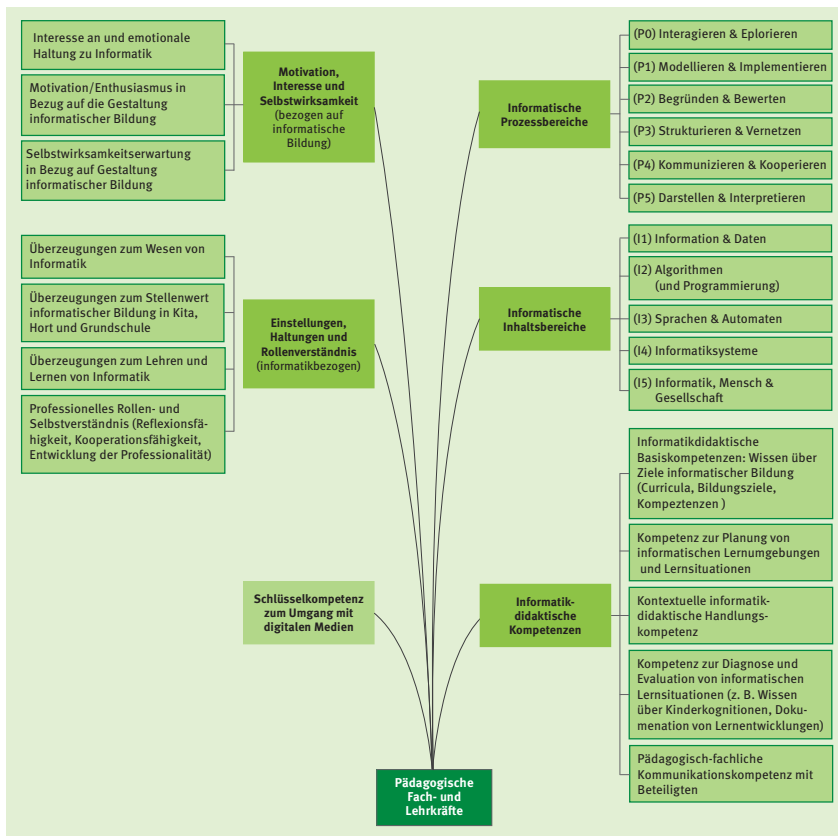 Interesse an und emotionale
Haltung zu Informatik
Motivation/Enthusiasmus in
Bezug auf die Gestaltung
informatischer Bildung
Selbstwirksamkeitserwartung
in Bezug auf Gestaltung
informatischer Bildung
Motivation,
Interesse und
Selbstwirksamkeit
(bezogen auf
informatische
Bildung)
Überzeugungen zum Wesen von
Informatik
Überzeugungen zum Stellenwert
informatischer Bildung in Kita,
Hort und Grundschule
Überzeugungen zum Lehren und
Lernen von Informatik
Professionelles Rollen- und
Selbstverständnis (Reflexionsfä-
higkeit, Kooperationsfähigkeit,
Entwicklung der Professionalität)
Einstellungen,
Haltungen und
Rollenverständnis
(informatikbezogen)
Schlüsselkompetenz
zum Umgang mit
digitalen Medien
Informatische
Prozessbereiche
(P0) Interagieren & Eplorieren
(P1) Modellieren & Implementieren
(P2) Begründen & Bewerten
(P3) Strukturieren & Vernetzen
(P4) Kommunizieren & Kooperieren
(P5) Darstellen & Interpretieren
Informatische
Inhaltsbereiche
(I1) Information & Daten
(I2) Algorithmen
(und Programmierung)
(I3) Sprachen & Automaten
(I4) Informatiksysteme
(I5) Informatik, Mensch &
Gesellschaft
Informatik-
didaktische
Kompetenzen
Informatikdidaktische
Basiskompetenzen: Wissen über
Ziele informatischer Bildung
(Curricula, Bildungsziele,
Kompeztenzen )
Kompetenz zur Planung von
informatischen Lernumgebungen
und Lernsituationen
Kontextuelle informatik-
didaktische Handlungs-
kompetenz
Kompetenz zur Diagnose und
Evaluation von informatischen
Lernsituationen (z. B. Wissen
über Kinderkognitionen, Doku-
menation von Lernentwicklungen)
Pädagogisch-fachliche
Kommunikationskompetenz mit
Beteiligten
Pädagogische
Fach- und
Lehrkräfte